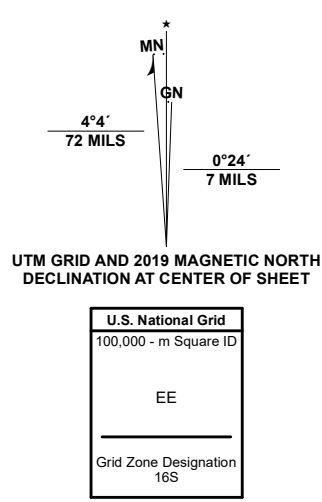 MN
GN
4°4´
72 MILS
0°24´
7 MILS
UTM GRID AND 2019 MAGNETIC NORTH
DECLINATION AT CENTER OF SHEET
U.S. National Grid
100,000 - m Square ID
EE
Grid Zone Designation
16S